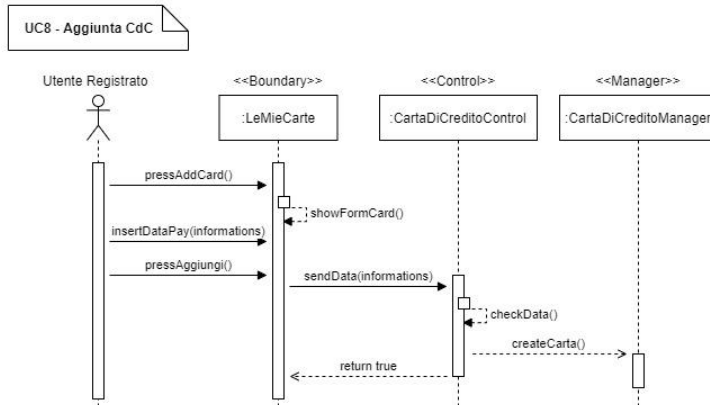 UC8 - Aggiunta CdC
Utente Registrato
<<Boundary>>
<<Control>>
<<Manager>>
:LeMieCarte
:CartaDiCreditoControl
:CartaDiCreditoManager
pressAddCard()
showFormCard()
insertDataPay(informations)
pressAggiungi()
sendData(informations)
checkData()
createCarta()
return true